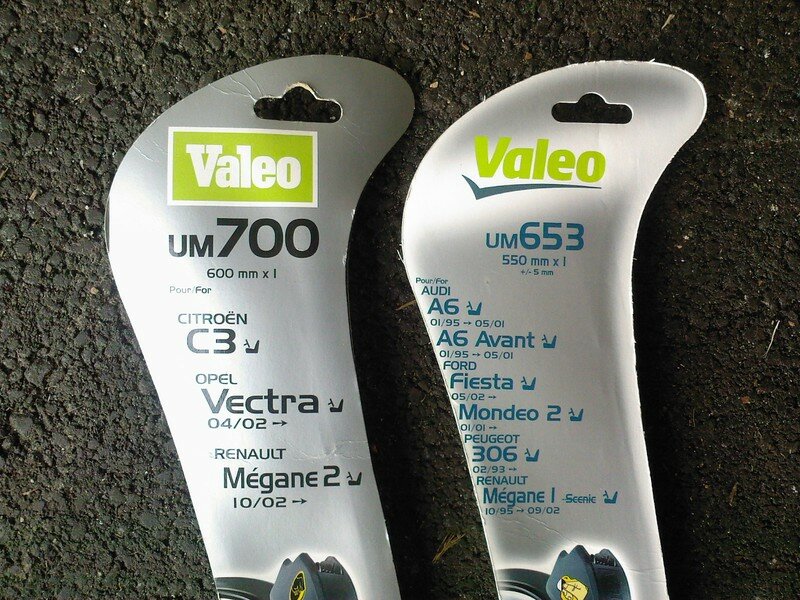 Valeo
UM700
600 mm x 1
Pour/For
CITROËN
C3
OPEL
Vectra
04/02 →
RENAULT
Mégane 2
10/02 →
Valeo
UM653
550 mm x 1
+/- 5 mm
Pour/For
AUDI
A6
01/95 → 05/01
A6 Avant
01/95 → 05/01
FORD
Fiesta
05/02 →
Mondeo 2
01/01 →
PEUGEOT
306
02/93 →
RENAULT
Mégane 1 -Scenic
10/95 → 09/02